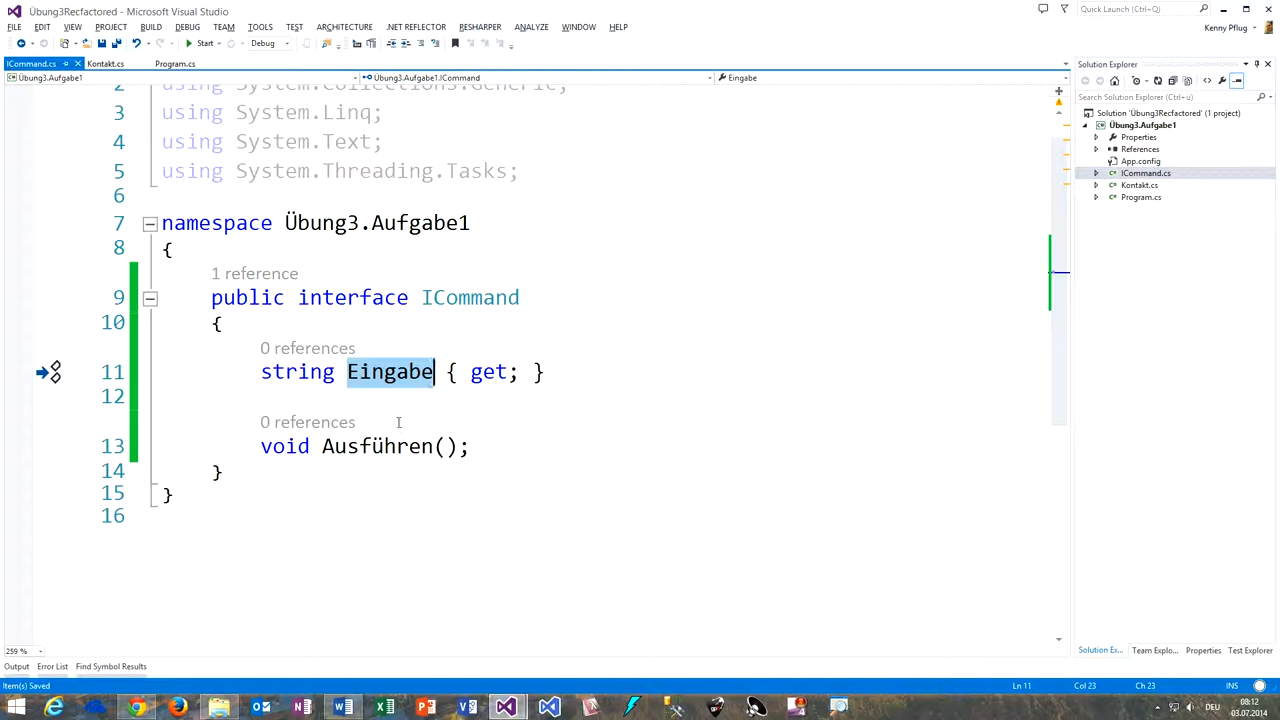 Übung3Recfactored - Microsoft Visual Studio
Quick Launch (Ctrl+Q)
FILE EDIT VIEW PROJECT BUILD DEBUG TEAM TOOLS TEST ARCHITECTURE .NET REFLECTOR RESHARPER ANALYZE WINDOW HELP
Kenny Pflug
Start Debug
ICommand.cs Kontakt.cs Program.cs
Übung3.Aufgabe1 Übung3.Aufgabe1.ICommand Eingabe
2 using System.Collections.Generic;
3 using System.Linq;
4 using System.Text;
5 using System.Threading.Tasks;
6
7 namespace Übung3.Aufgabe1
8 {
1 reference
9 public interface ICommand
10 {
0 references
11 string Eingabe { get; }
12
0 references
13 void Ausführen();
14 }
15 }
16
259 %
Solution Explorer
Search Solution Explorer (Ctrl+ü)
Solution 'Übung3Recfactored' (1 project)
Übung3.Aufgabe1
Properties
References
App.config
ICommand.cs
Kontakt.cs
Program.cs
Solution Ex... Team Explo... Properties Test Explorer
Output Error List Find Symbol Results
Item(s) Saved Ln 11 Col 23 Ch 23 INS
DEU
08:12
03.07.2014